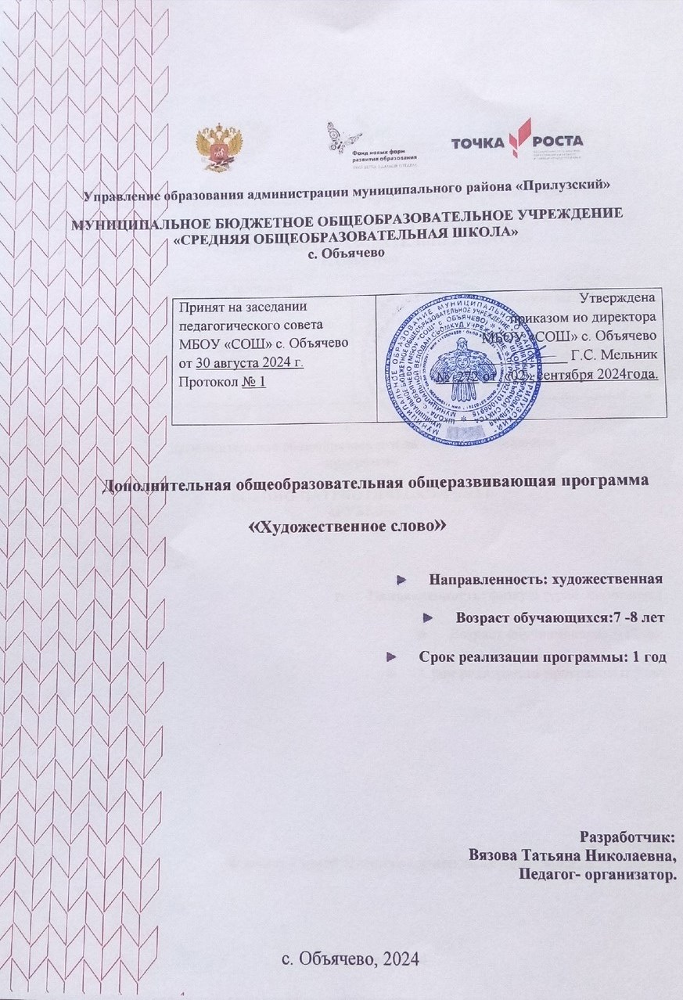 Фонд новых форм
развития образования
ТОЧКА РОСТА
Управление образования администрации муниципального района «Прилузский»
МУНИЦИПАЛЬНОЕ БЮДЖЕТНОЕ ОБЩЕОБРАЗОВАТЕЛЬНОЕ УЧРЕЖДЕНИЕ
«СРЕДНЯЯ ОБЩЕОБРАЗОВАТЕЛЬНАЯ ШКОЛА»
с. Объячево
Принят на заседании
педагогического совета
МБОУ «СОШ» с. Объячево
от 30 августа 2024 г.
Протокол № 1
Утверждена
приказом ио директора
МБОУ «СОШ» с. Объячево
Г.С. Мельник
№ 272 от «02» сентября 2024года.
Дополнительная общеобразовательная общеразвивающая программа
«Художественное слово»
Направленность: художественная
Возраст обучающихся:7 -8 лет
Срок реализации программы: 1 год
Разработчик:
Вязова Татьяна Николаевна,
Педагог- организатор.
с. Объячево, 2024